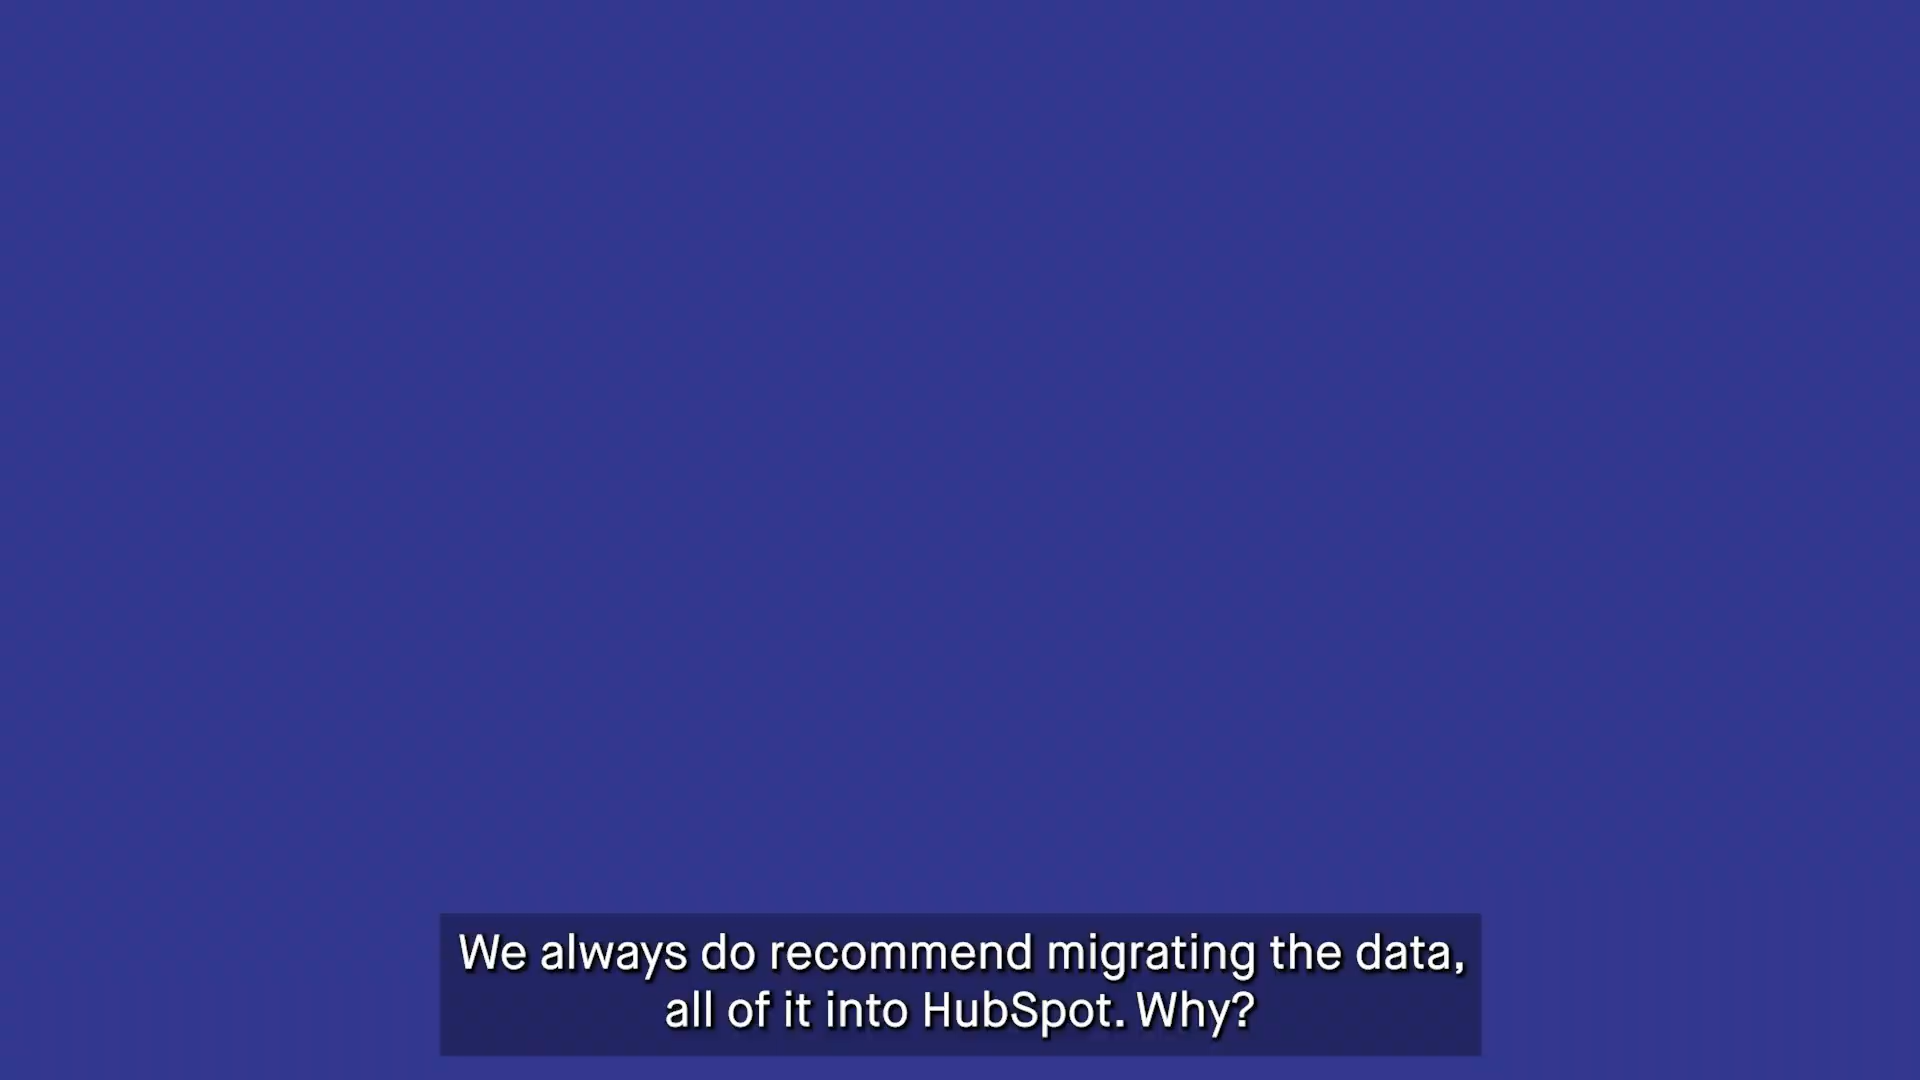 We always do recommend migrating the data,
all of it into HubSpot. Why?